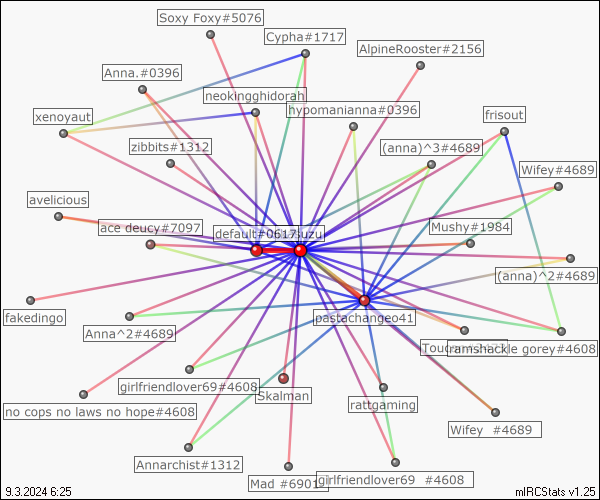 Soxy Foxy#5076
Cypha#1717
AlpineRooster#2156
Anna.#0396
neokingghidorah
hypomanianna#0396
xenoyaut
frisout
zibbits#1312
(anna)^3#4689
Wifey#4689
avelicious
ace deucy#7097
default#0617
suzu
Mushy#1984
(anna)^2#4689
fakedingo
Anna^2#4689
pastachangeo41
ramshackle gorey#4608
girlfriendlover69#4608
Skalman
rattgaming
no cops no laws no hope#4608
Wifey #4689
Annarchist#1312
Mad #6901
girlfriendlover69 #4608
9.3.2024 6:25
mIRCStats v1.25